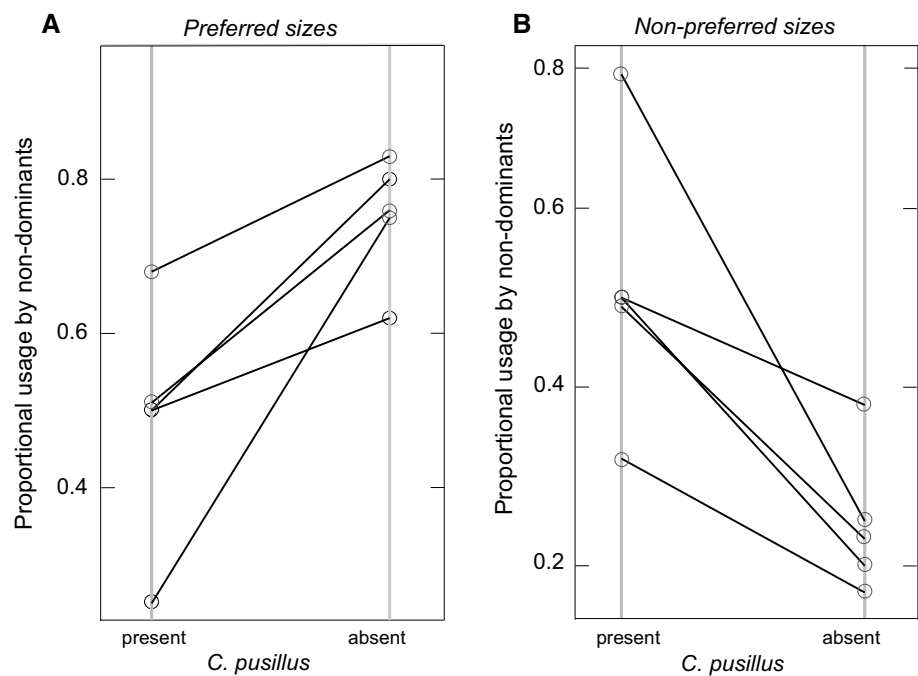 A
Preferred sizes
Proportional usage by non-dominants
0.8
0.6
0.4
present
absent
C. pusillus
B
Non-preferred sizes
Proportional usage by non-dominants
0.8
0.6
0.4
0.2
present
absent
C. pusillus